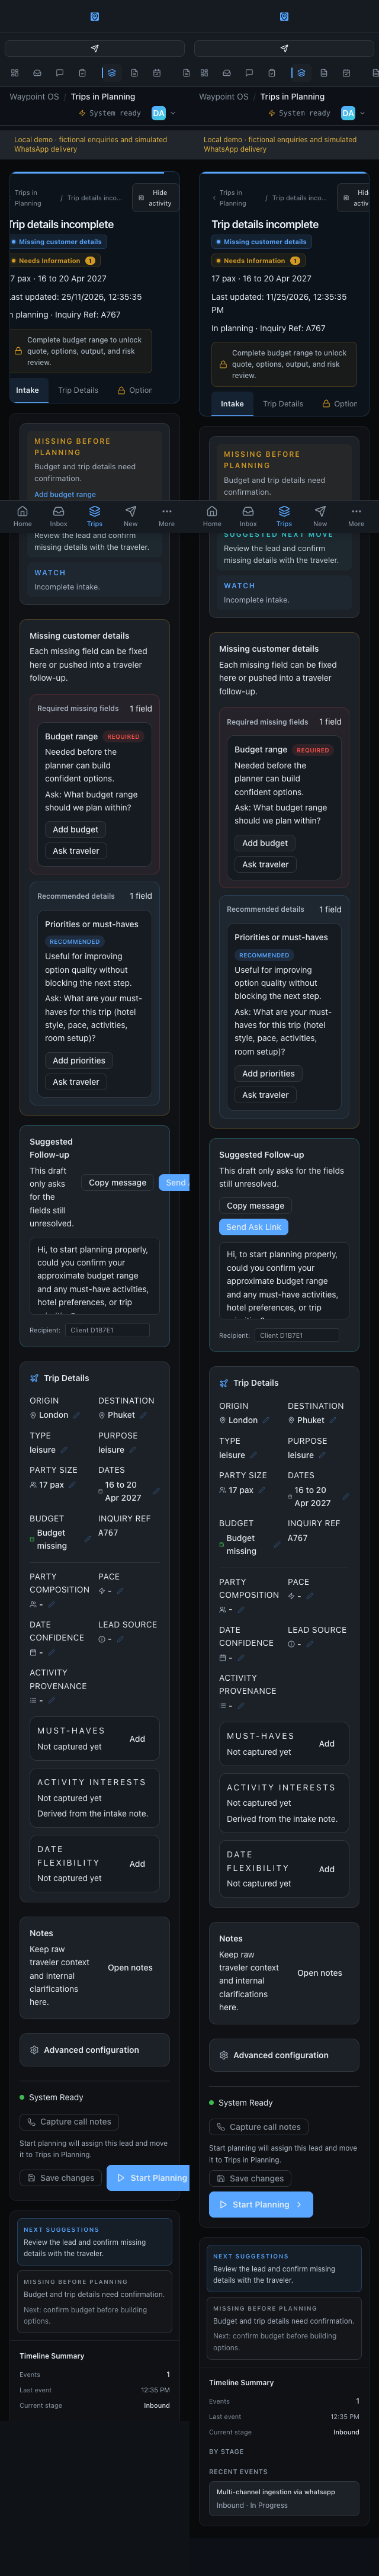 Waypoint OS / Trips in Planning
System ready DA
Local demo · fictional enquiries and simulated
WhatsApp delivery
Trips in
Planning
/ Trip details inco...
Hide
activity
Trip details incomplete
Missing customer details
Needs Information 1
17 pax · 16 to 20 Apr 2027
Last updated: 25/11/2026, 12:35:35
In planning · Inquiry Ref: A767
Complete budget range to unlock
quote, options, output, and risk
review.
Intake Trip Details Option
MISSING BEFORE
PLANNING
Budget and trip details need
confirmation.
Add budget range
Home Inbox Trips New More
Review the lead and confirm
missing details with the traveler.
WATCH
Incomplete intake.
Missing customer details
Each missing field can be fixed
here or pushed into a traveler
follow-up.
Required missing fields 1 field
Budget range REQUIRED
Needed before the
planner can build
confident options.
Ask: What budget range
should we plan within?
Add budget
Ask traveler
Recommended details 1 field
Priorities or must-haves
RECOMMENDED
Useful for improving
option quality without
blocking the next step.
Ask: What are your must-
haves for this trip (hotel
style, pace, activities,
room setup)?
Add priorities
Ask traveler
Suggested
Follow-up
This draft
only asks
for the
fields still
unresolved.
Copy message
Send
Hi, to start planning properly,
could you confirm your
approximate budget range
and any must-have activities,
hotel preferences, or trip
Recipient: Client D1B7E1
Trip Details
ORIGIN DESTINATION
London Phuket
TYPE PURPOSE
leisure leisure
PARTY SIZE DATES
17 pax 16 to 20
Apr 2027
BUDGET INQUIRY REF
Budget
missing
A767
PARTY
COMPOSITION
PACE
-
-
DATE
CONFIDENCE
LEAD SOURCE
-
-
ACTIVITY
PROVENANCE
-
MUST-HAVES
Not captured yet
Add
ACTIVITY INTERESTS
Not captured yet
Derived from the intake note.
DATE
FLEXIBILITY
Not captured yet
Add
Notes
Keep raw
traveler context
and internal
clarifications
here.
Open notes
Advanced configuration
System Ready
Capture call notes
Start planning will assign this lead and move
it to Trips in Planning.
Save changes Start Planning
NEXT SUGGESTIONS
Review the lead and confirm missing
details with the traveler.
MISSING BEFORE PLANNING
Budget and trip details need confirmation.
Next: confirm budget before building
options.
Timeline Summary
Events 1
Last event 12:35 PM
Current stage Inbound
Waypoint OS / Trips in Planning
System ready DA
Local demo · fictional enquiries and simulated
WhatsApp delivery
Trips in
Planning
/ Trip details inco...
Hide
activity
Trip details incomplete
Missing customer details
Needs Information 1
17 pax · 16 to 20 Apr 2027
Last updated: 11/25/2026, 12:35:35
PM
In planning · Inquiry Ref: A767
Complete budget range to unlock
quote, options, output, and risk
review.
Intake Trip Details Option
MISSING BEFORE
PLANNING
Budget and trip details need
confirmation.
Home Inbox Trips New More
SUGGESTED NEXT MOVE
Review the lead and confirm
missing details with the traveler.
WATCH
Incomplete intake.
Missing customer details
Each missing field can be fixed
here or pushed into a traveler
follow-up.
Required missing fields 1 field
Budget range REQUIRED
Needed before the
planner can build
confident options.
Ask: What budget range
should we plan within?
Add budget
Ask traveler
Recommended details 1 field
Priorities or must-haves
RECOMMENDED
Useful for improving
option quality without
blocking the next step.
Ask: What are your must-
haves for this trip (hotel
style, pace, activities,
room setup)?
Add priorities
Ask traveler
Suggested Follow-up
This draft only asks for the fields
still unresolved.
Copy message
Send Ask Link
Hi, to start planning properly,
could you confirm your
approximate budget range
and any must-have activities,
hotel preferences, or trip
Recipient: Client D1B7E1
Trip Details
ORIGIN DESTINATION
London Phuket
TYPE PURPOSE
leisure leisure
PARTY SIZE DATES
17 pax 16 to 20
Apr 2027
BUDGET INQUIRY REF
Budget
missing
A767
PARTY
COMPOSITION
PACE
-
-
DATE
CONFIDENCE
LEAD SOURCE
-
-
ACTIVITY
PROVENANCE
-
MUST-HAVES
Not captured yet
Add
ACTIVITY INTERESTS
Not captured yet
Derived from the intake note.
DATE
FLEXIBILITY
Not captured yet
Add
Notes
Keep raw
traveler context
and internal
clarifications
here.
Open notes
Advanced configuration
System Ready
Capture call notes
Start planning will assign this lead and move
it to Trips in Planning.
Save changes
Start Planning
NEXT SUGGESTIONS
Review the lead and confirm missing
details with the traveler.
MISSING BEFORE PLANNING
Budget and trip details need confirmation.
Next: confirm budget before building
options.
Timeline Summary
Events 1
Last event 12:35 PM
Current stage Inbound
BY STAGE
RECENT EVENTS
Multi-channel ingestion via whatsapp
Inbound · In Progress